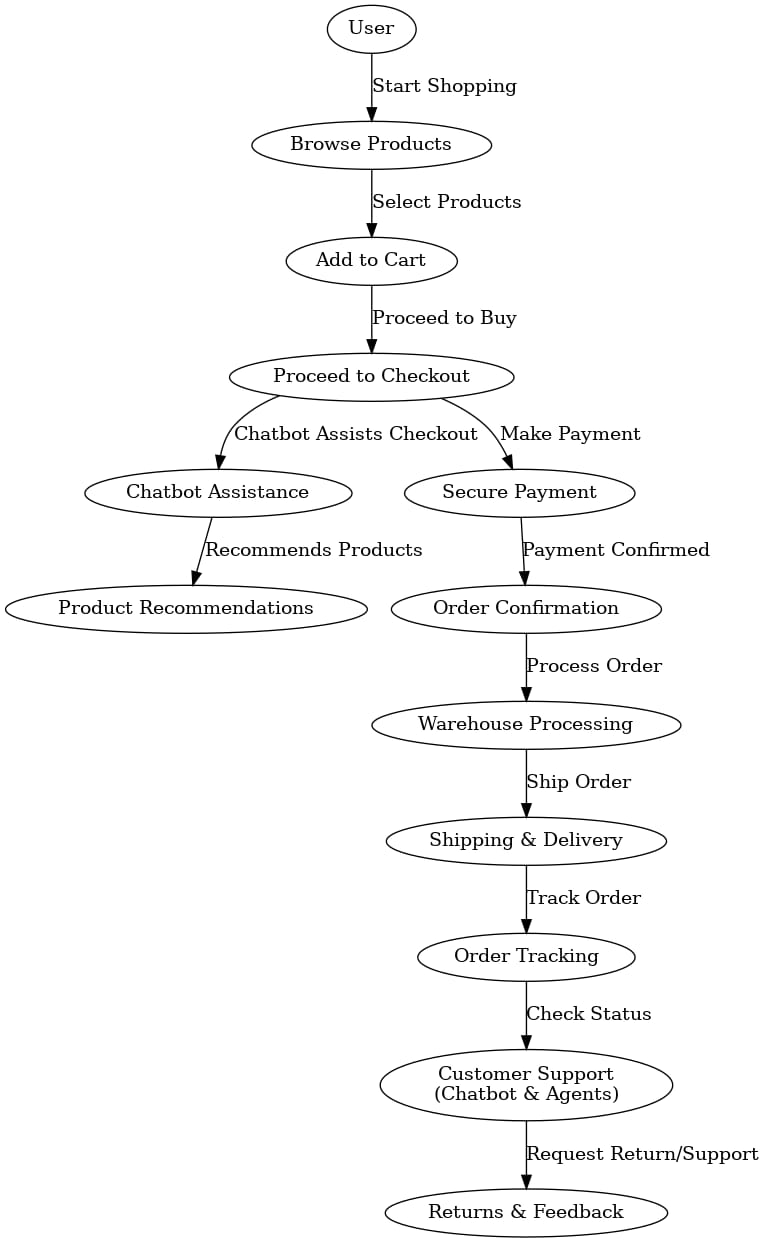 User
Start Shopping
Browse Products
Select Products
Add to Cart
Proceed to Buy
Proceed to Checkout
Chatbot Assists Checkout
Make Payment
Chatbot Assistance
Secure Payment
Recommends Products
Payment Confirmed
Product Recommendations
Order Confirmation
Process Order
Warehouse Processing
Ship Order
Shipping & Delivery
Track Order
Order Tracking
Check Status
Customer Support
(Chatbot & Agents)
Request Return/Support
Returns & Feedback